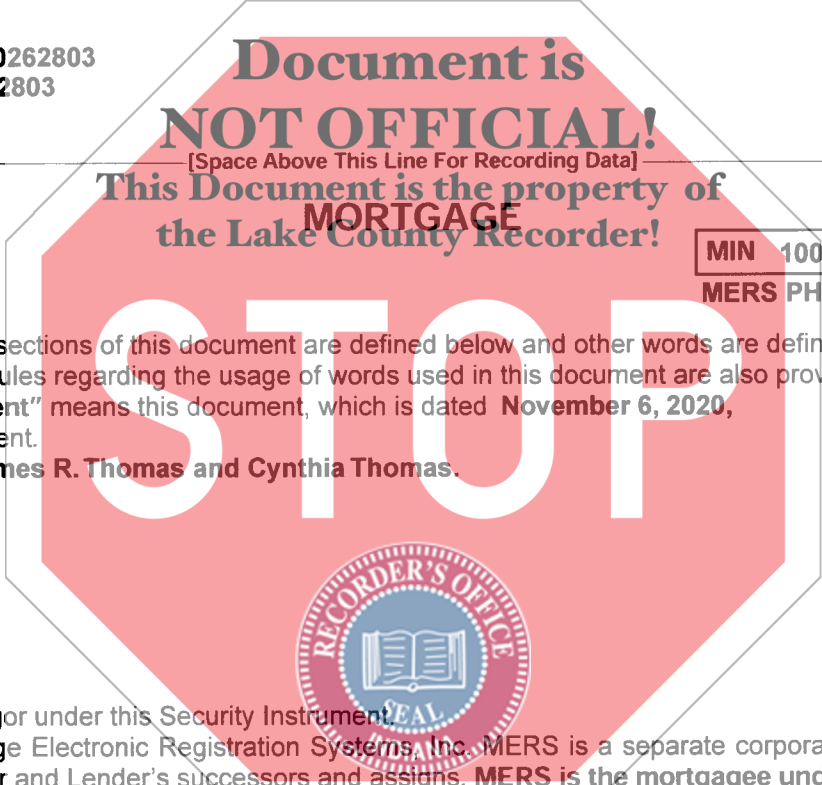 0262803
2803
Document is
NOT OFFICIAL!
[Space Above This Line For Recording Data]
This Document is the property of
MORTGAGE
the Lake County Recorder!
MIN 100
MERS PH
STOP
sections of this document are defined below and other words are defin
ules regarding the usage of words used in this document are also prov
ent" means this document, which is dated November 6, 2020,
ent.
mes R. Thomas and Cynthia Thomas.
RECORDER'S OFFICE
SEAL
INDIANA
gor under this Security Instrument.
ge Electronic Registration Systems, Inc. MERS is a separate corpora
r and Lender's successors and assigns. MERS is the mortgagee und